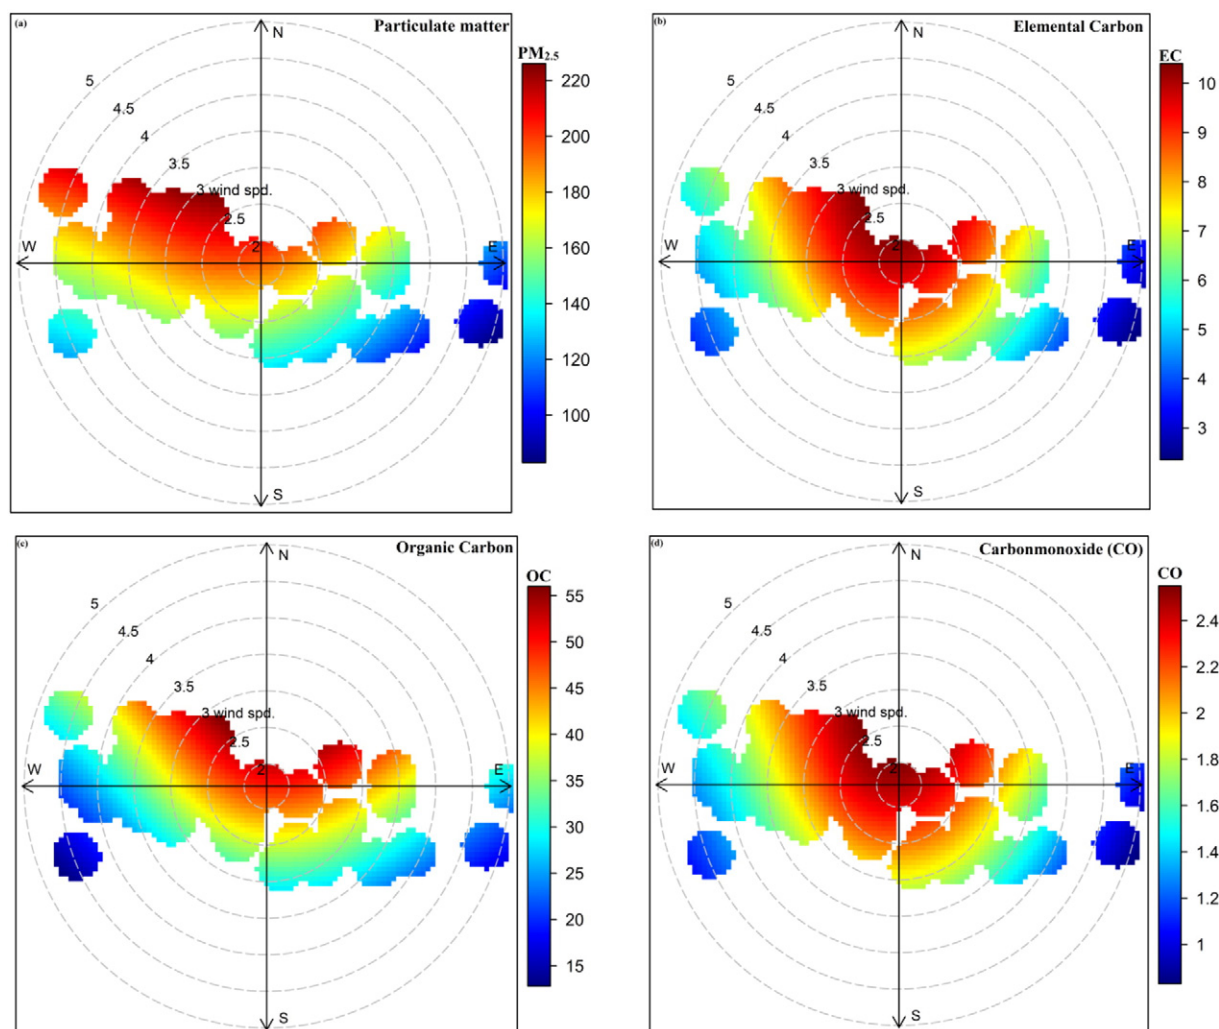 (a)
Particulate matter
PM2.5
N
5
4.5
4
3.5
3 wind spd.
2.5
2
W
E
S
220
200
180
160
140
120
100
(b)
Elemental Carbon
EC
N
5
4.5
4
3.5
3 wind spd.
2.5
2
W
E
S
10
9
8
7
6
5
4
3
(c)
Organic Carbon
OC
N
5
4.5
4
3.5
3 wind spd.
2.5
2
W
E
S
55
50
45
40
35
30
25
20
15
(d)
Carbonmonoxide (CO)
CO
N
5
4.5
4
3.5
3 wind spd.
2.5
2
W
E
S
2.4
2.2
2
1.8
1.6
1.4
1.2
1